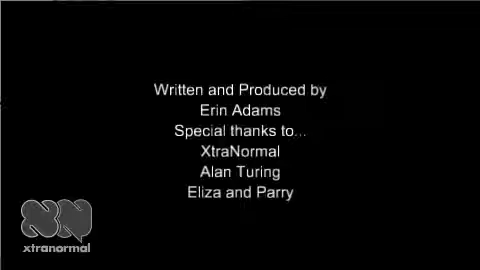 Written and Produced by
Erin Adams
Special thanks to...
XtraNormal
Alan Turing
Eliza and Parry
xtranormal